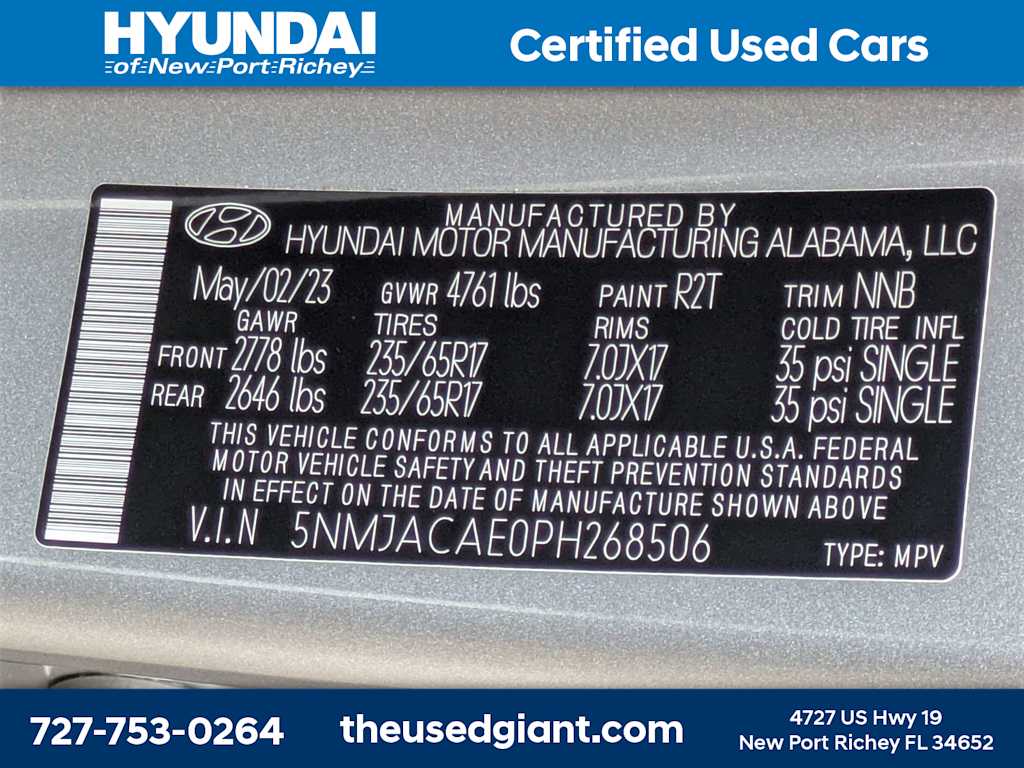 HYUNDAI
of New Port Richey
Certified Used Cars
MANUFACTURED BY
HYUNDAI MOTOR MANUFACTURING ALABAMA, LLC
May/02/23 GVWR 4761 lbs PAINT R2T TRIM NNB
GAWR TIRES RIMS COLD TIRE INFL
FRONT 2778 lbs 235/65R17 7.0JX17 35 psi SINGLE
REAR 2646 lbs 235/65R17 7.0JX17 35 psi SINGLE
THIS VEHICLE CONFORMS TO ALL APPLICABLE U.S.A. FEDERAL
MOTOR VEHICLE SAFETY AND THEFT PREVENTION STANDARDS
IN EFFECT ON THE DATE OF MANUFACTURE SHOWN ABOVE
V.I.N 5NMJACAE0PH268506 TYPE: MPV
727-753-0264
theusedgiant.com
4727 US Hwy 19
New Port Richey FL 34652